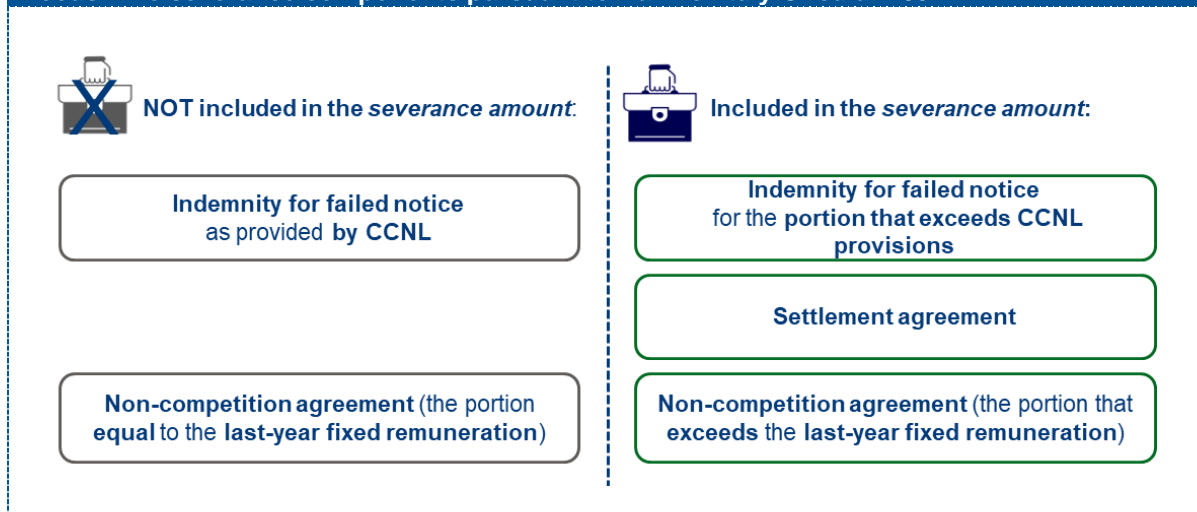 NOT included in the severance amount:
Included in the severance amount:
Indemnity for failed notice
as provided by CCNL
Indemnity for failed notice
for the portion that exceeds CCNL
provisions
Settlement agreement
Non-competition agreement (the portion
equal to the last-year fixed remuneration)
Non-competition agreement (the portion that
exceeds the last-year fixed remuneration)